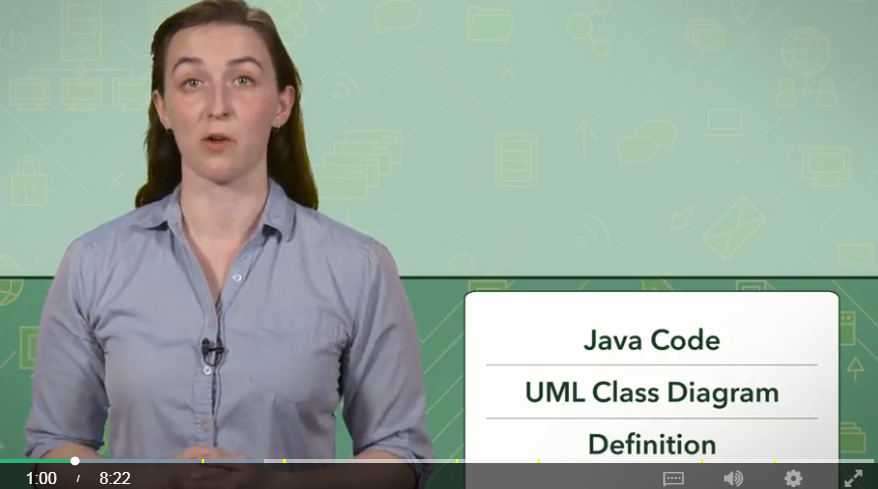 Java Code
UML Class Diagram
Definition
1:00 / 8:22